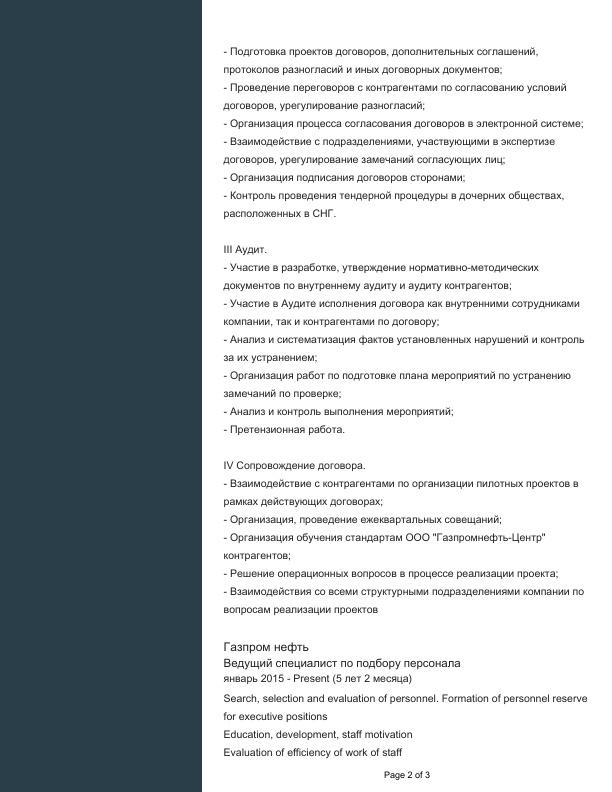 - Подготовка проектов договоров, дополнительных соглашений,
протоколов разногласий и иных договорных документов;
- Проведение переговоров с контрагентами по согласованию условий
договоров, урегулирование разногласий;
- Организация процесса согласования договоров в электронной системе;
- Взаимодействие с подразделениями, участвующими в экспертизе
договоров, урегулирование замечаний согласующих лиц;
- Организация подписания договоров сторонами;
- Контроль проведения тендерной процедуры в дочерних обществах,
расположенных в СНГ.
III Аудит.
- Участие в разработке, утверждение нормативно-методических
документов по внутреннему аудиту и аудиту контрагентов;
- Участие в Аудите исполнения договора как внутренними сотрудниками
компании, так и контрагентами по договору;
- Анализ и систематизация фактов установленных нарушений и контроль
за их устранением;
- Организация работ по подготовке плана мероприятий по устранению
замечаний по проверке;
- Анализ и контроль выполнения мероприятий;
- Претензионная работа.
IV Сопровождение договора.
- Взаимодействие с контрагентами по организации пилотных проектов в
рамках действующих договорах;
- Организация, проведение ежеквартальных совещаний;
- Организация обучения стандартам ООО "Газпромнефть-Центр"
контрагентов;
- Решение операционных вопросов в процессе реализации проекта;
- Взаимодействия со всеми структурными подразделениями компании по
вопросам реализации проектов
Газпром нефть
Ведущий специалист по подбору персонала
январь 2015 - Present (5 лет 2 месяца)
Search, selection and evaluation of personnel. Formation of personnel reserve
for executive positions
Education, development, staff motivation
Evaluation of efficiency of work of staff
Page 2 of 3